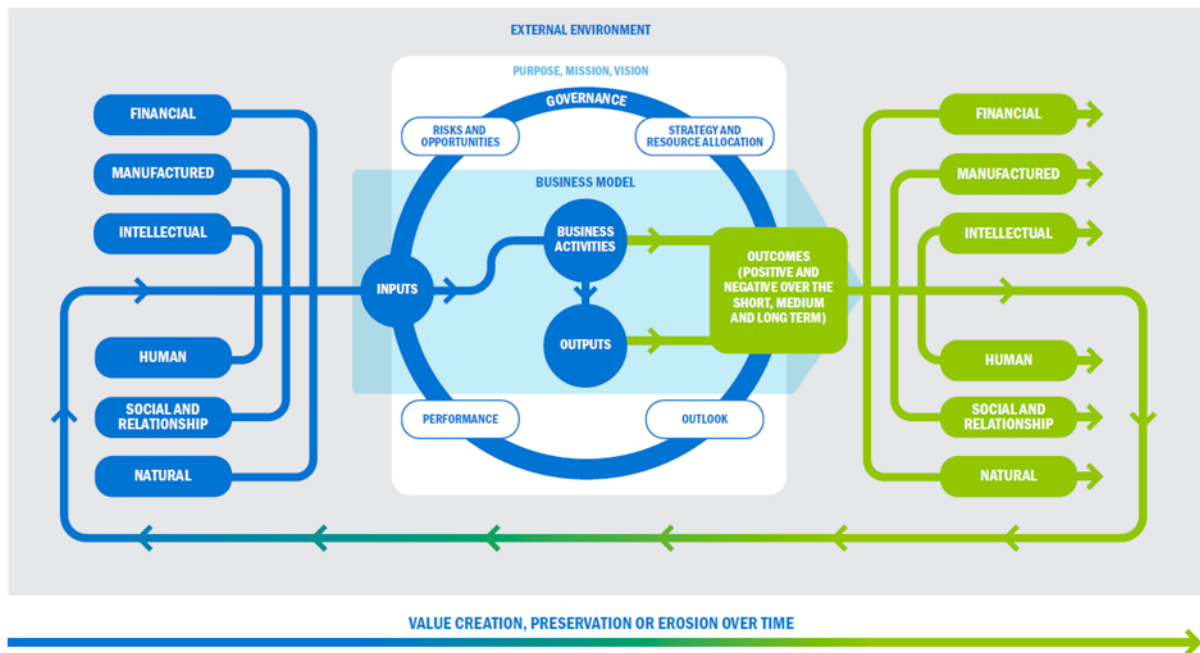 EXTERNAL ENVIRONMENT
PURPOSE, MISSION, VISION
GOVERNANCE
FINANCIAL
MANUFACTURED
INTELLECTUAL
HUMAN
SOCIAL AND
RELATIONSHIP
NATURAL
RISKS AND
OPPORTUNITIES
STRATEGY AND
RESOURCE ALLOCATION
BUSINESS MODEL
INPUTS
BUSINESS
ACTIVITIES
OUTPUTS
OUTCOMES
(POSITIVE AND
NEGATIVE OVER THE
SHORT, MEDIUM
AND LONG TERM)
PERFORMANCE
OUTLOOK
FINANCIAL
MANUFACTURED
INTELLECTUAL
HUMAN
SOCIAL AND
RELATIONSHIP
NATURAL
VALUE CREATION, PRESERVATION OR EROSION OVER TIME